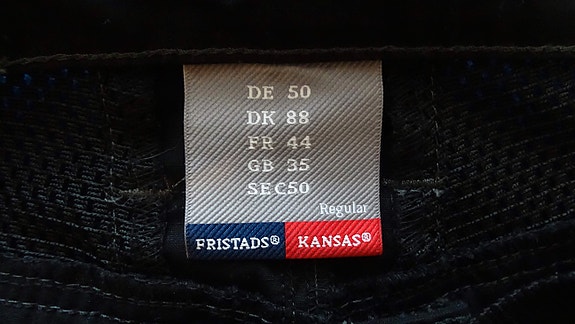 DE 50
DK 88
FR 44
GB 35
SE C50
Regular
FRISTADS® KANSAS®